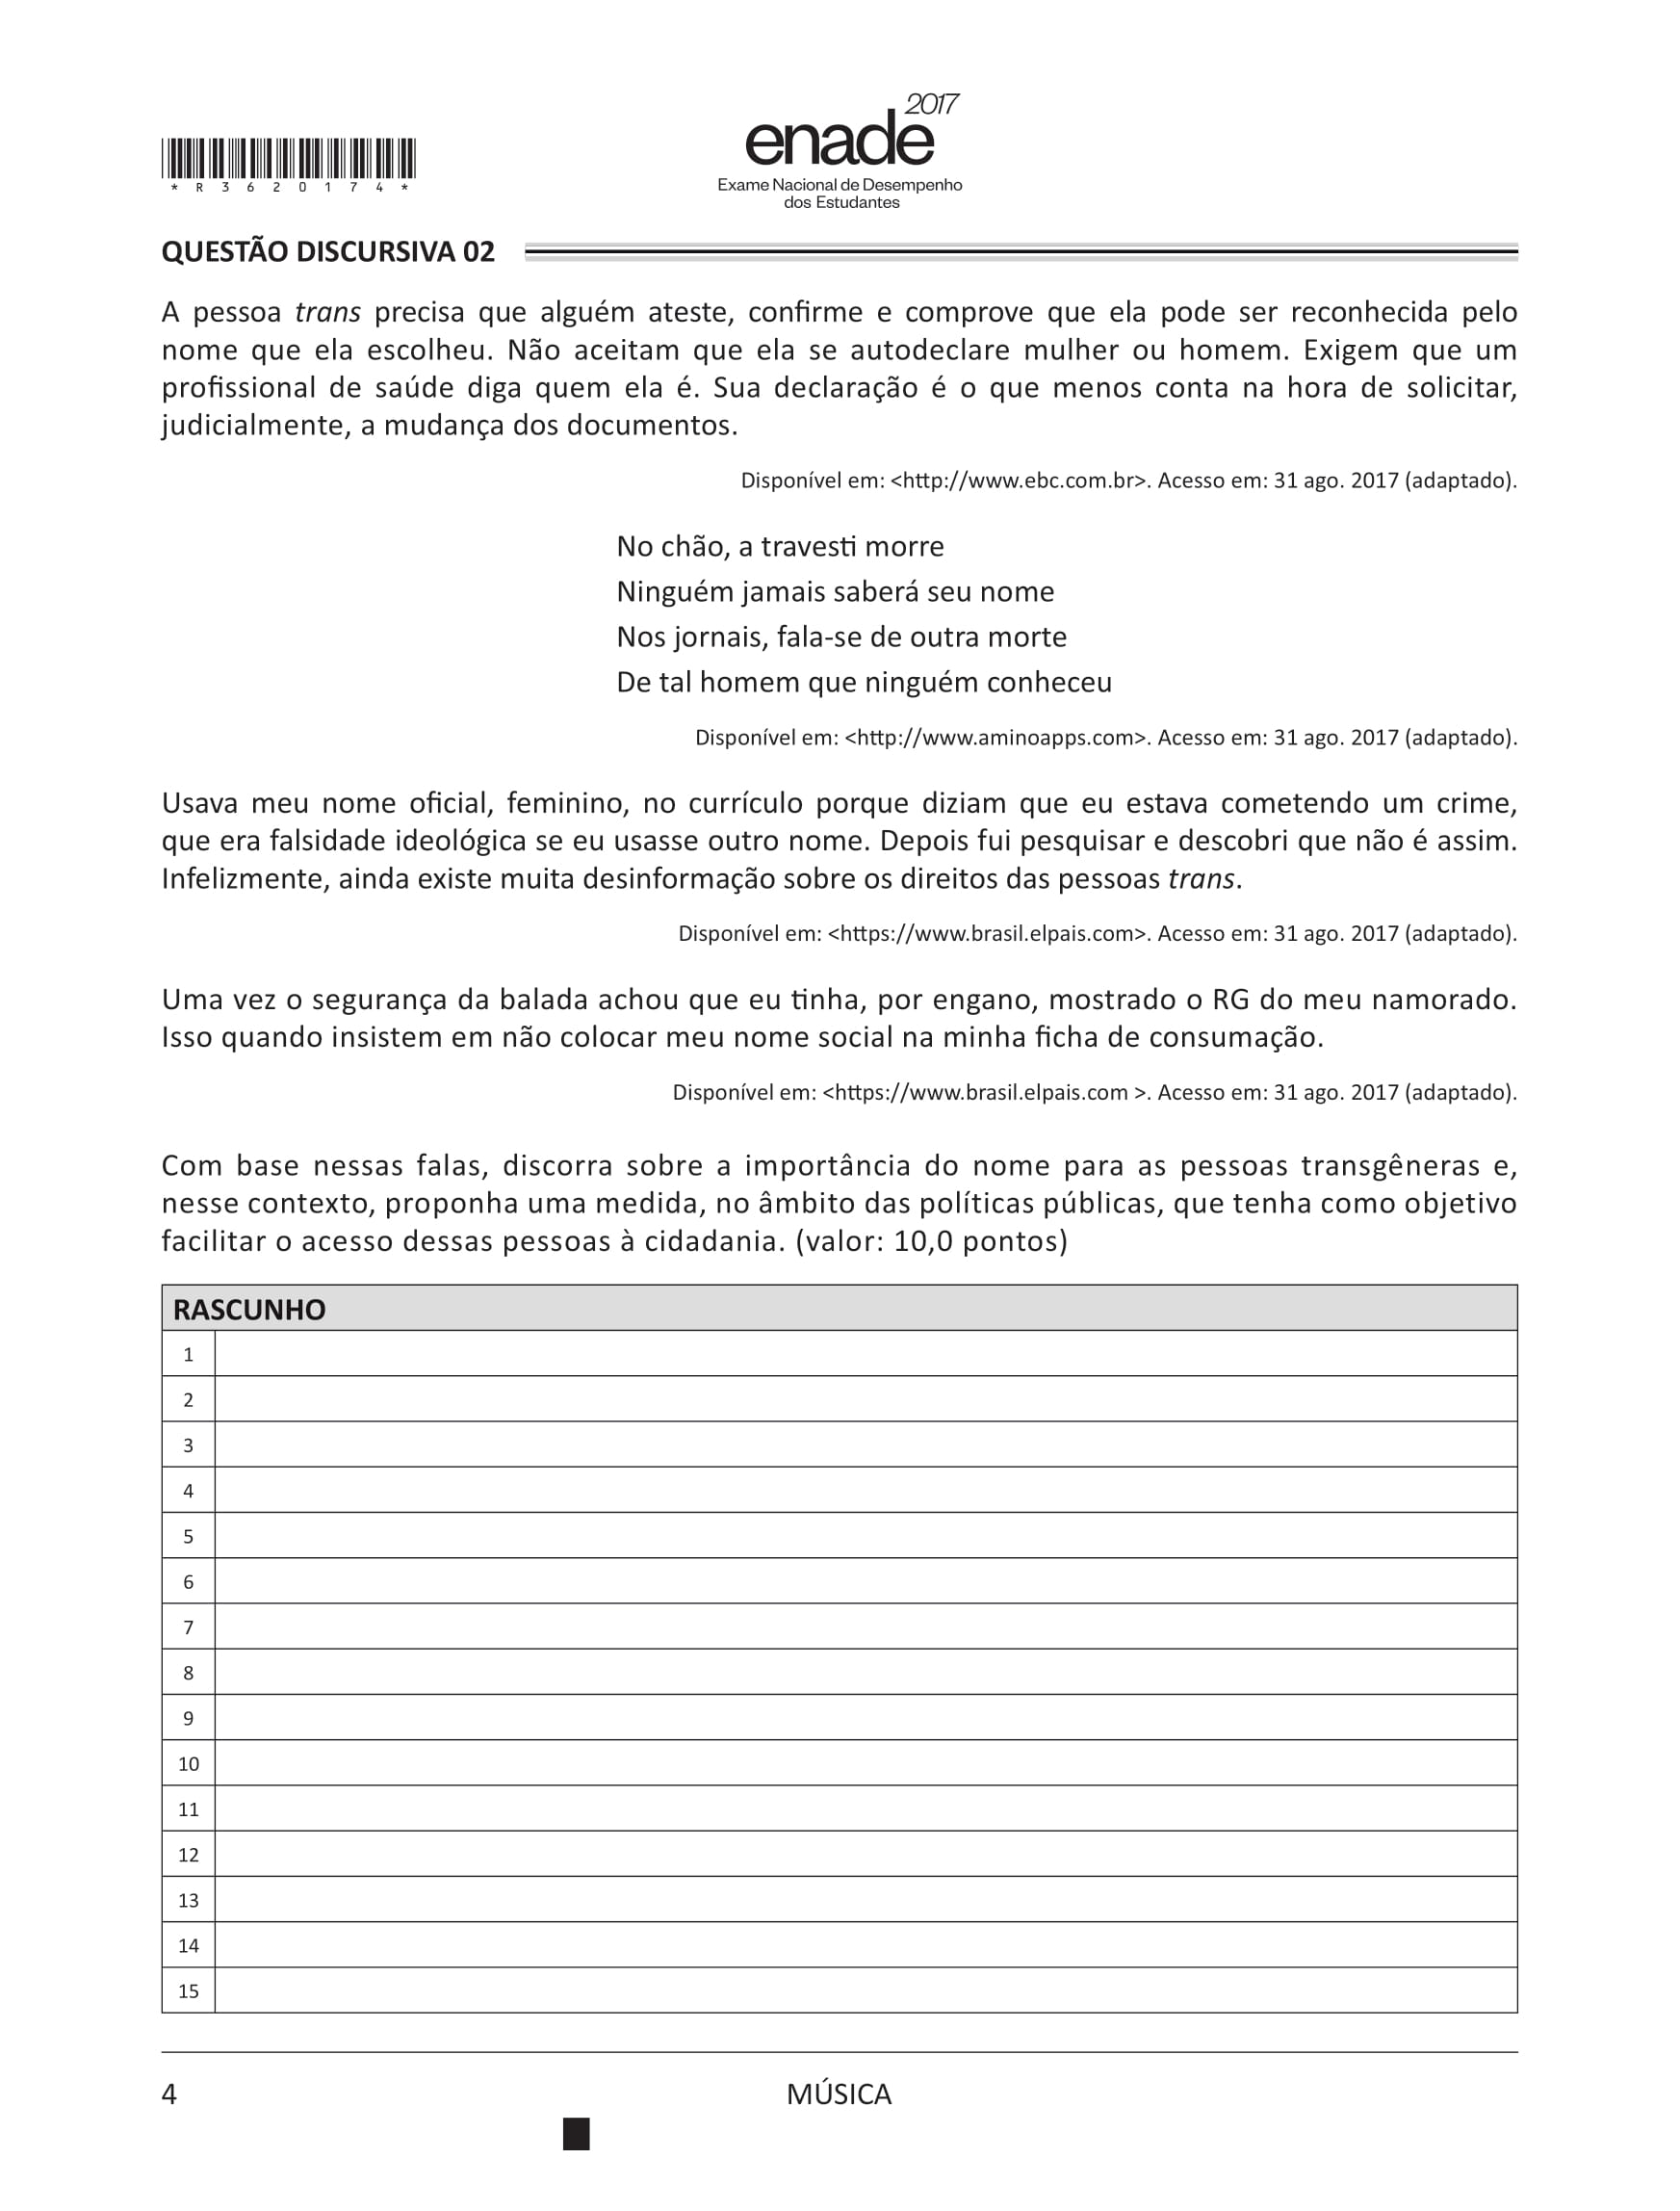 2017
enade
Exame Nacional de Desempenho
dos Estudantes
* R 3 6 2 0 1 7 4 *
QUESTÃO DISCURSIVA 02
A pessoa trans precisa que alguém ateste, confirme e comprove que ela pode ser reconhecida pelo
nome que ela escolheu. Não aceitam que ela se autodeclare mulher ou homem. Exigem que um
profissional de saúde diga quem ela é. Sua declaração é o que menos conta na hora de solicitar,
judicialmente, a mudança dos documentos.
Disponível em: <http://www.ebc.com.br>. Acesso em: 31 ago. 2017 (adaptado).
No chão, a travesti morre
Ninguém jamais saberá seu nome
Nos jornais, fala-se de outra morte
De tal homem que ninguém conheceu
Disponível em: <http://www.aminoapps.com>. Acesso em: 31 ago. 2017 (adaptado).
Usava meu nome oficial, feminino, no currículo porque diziam que eu estava cometendo um crime,
que era falsidade ideológica se eu usasse outro nome. Depois fui pesquisar e descobri que não é assim.
Infelizmente, ainda existe muita desinformação sobre os direitos das pessoas trans.
Disponível em: <https://www.brasil.elpais.com>. Acesso em: 31 ago. 2017 (adaptado).
Uma vez o segurança da balada achou que eu tinha, por engano, mostrado o RG do meu namorado.
Isso quando insistem em não colocar meu nome social na minha ficha de consumação.
Disponível em: <https://www.brasil.elpais.com >. Acesso em: 31 ago. 2017 (adaptado).
Com base nessas falas, discorra sobre a importância do nome para as pessoas transgêneras e,
nesse contexto, proponha uma medida, no âmbito das políticas públicas, que tenha como objetivo
facilitar o acesso dessas pessoas à cidadania. (valor: 10,0 pontos)
RASCUNHO
1
2
3
4
5
6
7
8
9
10
11
12
13
14
15
4
MÚSICA